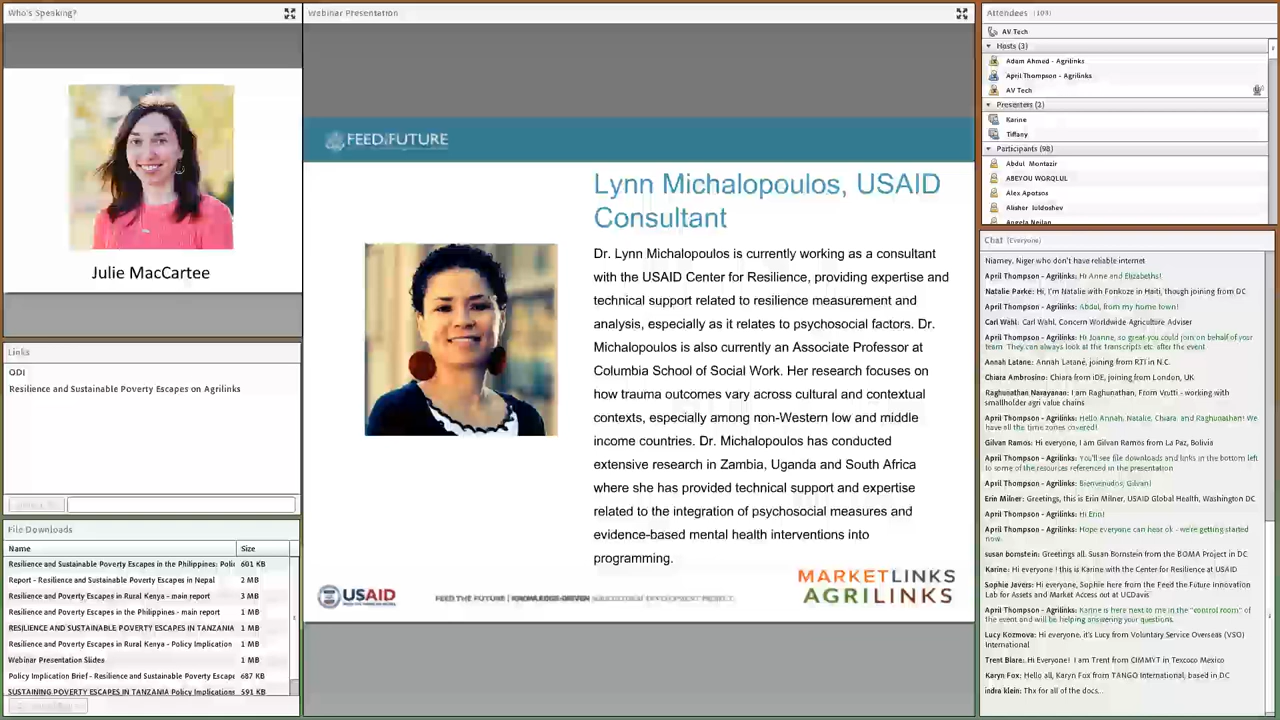 Who's Speaking?
Julie MacCartee
Links
ODI
Resilience and Sustainable Poverty Escapes on Agrilinks
File Downloads
Name Size
Resilience and Sustainable Poverty Escapes in the Philippines: Polic 601 KB
Report - Resilience and Sustainable Poverty Escapes in Nepal 2 MB
Resilience and Poverty Escapes in Rural Kenya - main report 3 MB
Resilience and Poverty Escapes in the Philippines - main report 1 MB
RESILIENCE AND SUSTAINABLE POVERTY ESCAPES IN TANZANIA 1 MB
Resilience and Poverty Escapes in Rural Kenya - Policy Implication 1 MB
Webinar Presentation Slides 1 MB
Policy Implication Brief - Resilience and Sustainable Poverty Escape 687 KB
SUSTAINING POVERTY ESCAPES IN TANZANIA Policy Implications 591 KB
Webinar Presentation
FEED THE FUTURE
Lynn Michalopoulos, USAID
Consultant
Dr. Lynn Michalopoulos is currently working as a consultant
with the USAID Center for Resilience, providing expertise and
technical support related to resilience measurement and
analysis, especially as it relates to psychosocial factors. Dr.
Michalopoulos is also currently an Associate Professor at
Columbia School of Social Work. Her research focuses on
how trauma outcomes vary across cultural and contextual
contexts, especially among non-Western low and middle
income countries. Dr. Michalopoulos has conducted
extensive research in Zambia, Uganda and South Africa
where she has provided technical support and expertise
related to the integration of psychosocial measures and
evidence-based mental health interventions into
programming.
USAID
FEED THE FUTURE
MARKETLINKS
AGRILINKS
Attendees
AV Tech
Hosts (3)
Adam Ahmed - Agrilinks
April Thompson - Agrilinks
AV Tech
Presenters (2)
Karine
Tiffany
Participants (98)
Abdul Montazir
ABEYOU WORQLUL
Alex Apotsos
Alisher Iuldoshev
Angela Neilan
Chat (Everyone)
Niamey, Niger who don't have reliable internet
April Thompson - Agrilinks: Hi Anne and Elizabeths!
Natalie Parke: Hi, I'm Natalie with Fonkoze in Haiti, though joining from DC
April Thompson - Agrilinks: Abdul, from my home town!
Carl Wahl: Carl Wahl, Concern Worldwide Agriculture Adviser
April Thompson - Agrilinks: Hi Joanne, so great you could join on behalf of your
team. They can always look at the transcripts etc after the event
Annah Latane: Annah Latané, joining from RTI in N.C.
Chiara Ambrosino: Chiara from iDE, joining from London, UK
Raghunathan Narayanan: I am Raghunathan, From Vrutti - working with
smallholder agri value chains
April Thompson - Agrilinks: Hello Annah, Natalie, Chiara, and Raghunathan! We
have all the time zones covered!
Gilvan Ramos: Hi everyone, I am Gilvan Ramos from La Paz, Bolivia
April Thompson - Agrilinks: You'll see file downloads and links in the bottom left
to some of the resources referenced in the presentation
April Thompson - Agrilinks: Bienvenudos, Gilvan!
Erin Milner: Greetings, this is Erin Milner, USAID Global Health, Washington DC
April Thompson - Agrilinks: Hi Erin!
April Thompson - Agrilinks: Hope everyone can hear ok - we're getting started
now.
susan bornstein: Greetings all. Susan Bornstein from the BOMA Project in DC
Karine: Hi everyone ! this is Karine with the Center for Resilience at USAID
Sophie Javers: Hi everyone, Sophie here from the Feed the Future Innovation
Lab for Assets and Market Access out at UCDavis
April Thompson - Agrilinks: Karine is here next to me in the "control room" of
the event and will be helping answering your questions.
Lucy Kozmova: Hi everyone, it's Lucy from Voluntary Service Overseas (VSO)
International
Trent Blare: Hi Everyone! I am Trent from CIMMYT in Texcoco Mexico
Karyn Fox: Hello all, Karyn Fox from TANGO International, based in DC
indra klein: Thx for all of the docs...